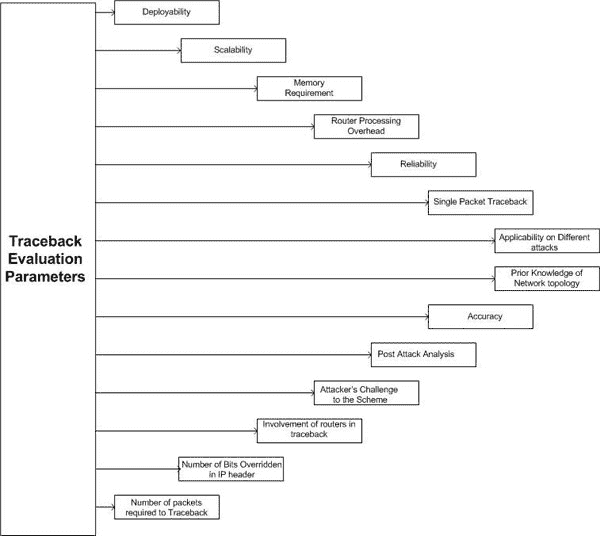 Deployability
Scalability
Memory
Requirement
Router Processing
Overhead
Reliability
Single Packet Traceback
Traceback
Evaluation
Parameters
Applicability on Different
attacks
Prior Knowledge of
Network topology
Accuracy
Post Attack Analysis
Attacker's Challenge
to the Scheme
Involvement of routers in
traceback
Number of Bits Overridden
in IP header
Number of packets
required to Traceback